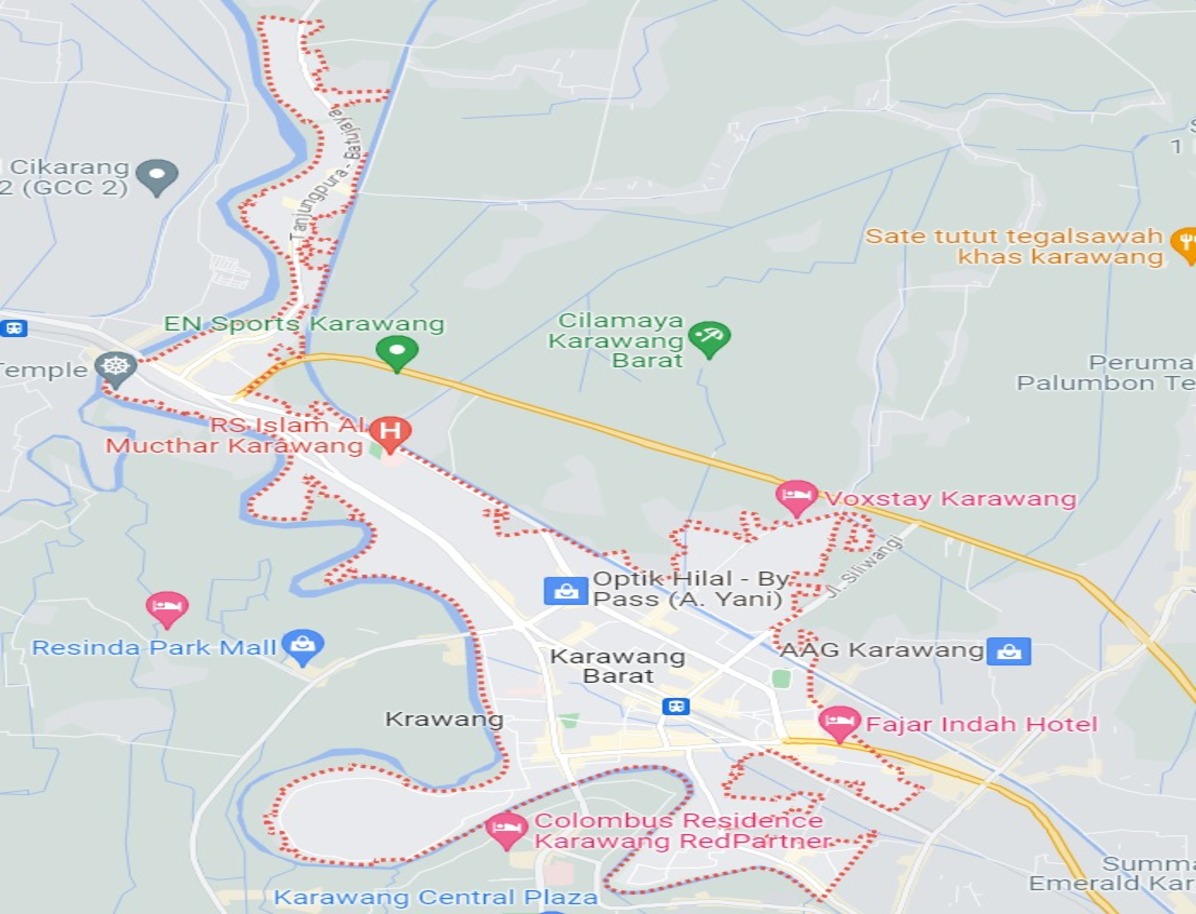 Tanjungpura - Batujaya
Cikarang
2 (GCC 2)
1
Sate tutut tegalsawah
khas karawang
EN Sports Karawang
Cilamaya
Karawang
Barat
Temple
Peruma
Palumbon Te
RS Islam Al
Mucthar Karawang
H
Voxstay Karawang
Jl. Siliwangi
Optik Hilal - By
Pass (A. Yani)
Resinda Park Mall
Karawang
Barat
AAG Karawang
Krawang
Fajar Indah Hotel
Colombus Residence
Karawang RedPartner
Summa
Emerald Kar
Karawang Central Plaza